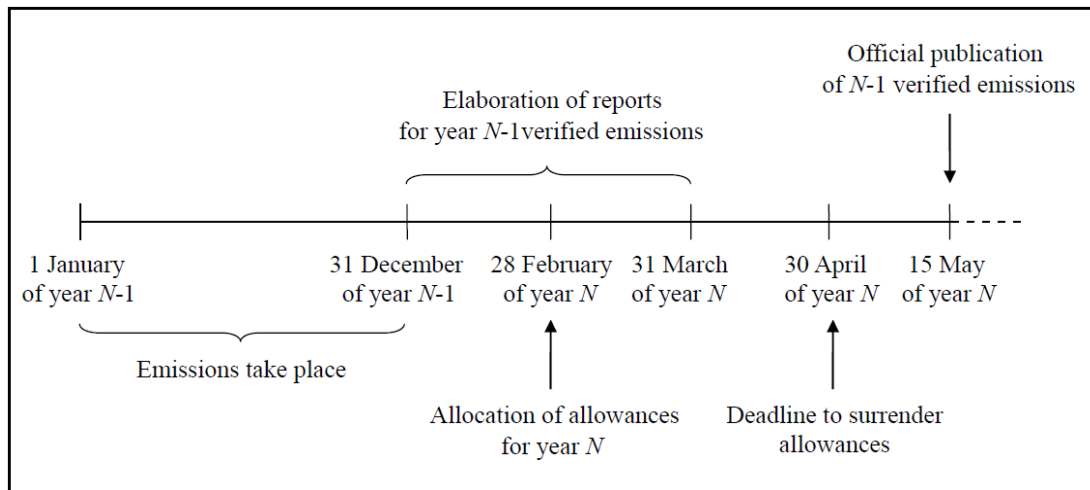 Official publication
of N-1 verified emissions
Elaboration of reports
for year N-1verified emissions
1 January
of year N-1
31 December
of year N-1
28 February
of year N
31 March
of year N
30 April
of year N
15 May
of year N
Emissions take place
Allocation of allowances
for year N
Deadline to surrender
allowances